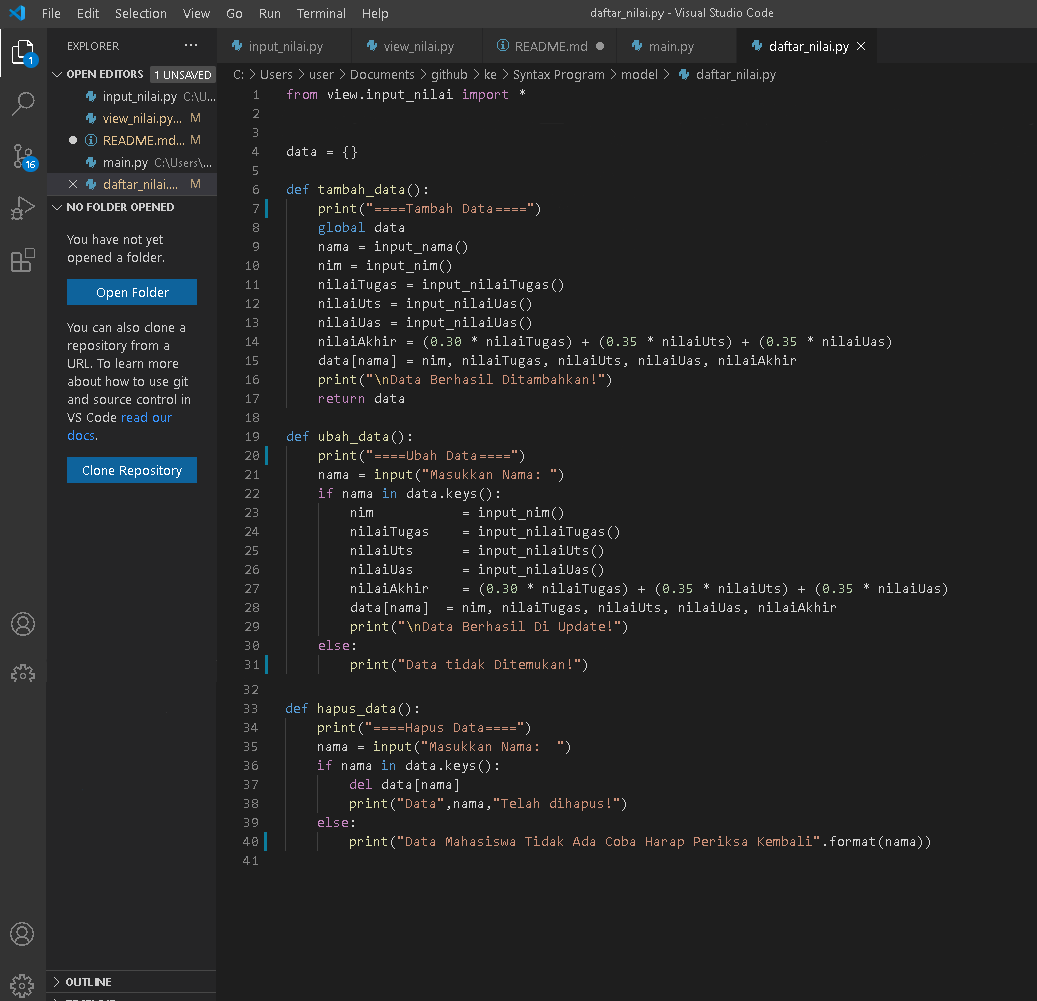 File Edit Selection View Go Run Terminal Help daftar_nilai.py - Visual Studio Code
EXPLORER ···
input_nilai.py view_nilai.py README.md main.py daftar_nilai.py
OPEN EDITORS 1 UNSAVED
input_nilai.py C:\U...
view_nilai.py... M
README.md... M
main.py C:\Users\...
daftar_nilai.... M
NO FOLDER OPENED
You have not yet
opened a folder.
Open Folder
You can also clone a
repository from a
URL. To learn more
about how to use git
and source control in
VS Code read our
docs.
Clone Repository
OUTLINE
1
16
C: > Users > user > Documents > github > ke > Syntax Program > model > daftar_nilai.py
1 from view.input_nilai import *
2
3
4 data = {}
5
6 def tambah_data():
7 print("====Tambah Data====")
8 global data
9 nama = input_nama()
10 nim = input_nim()
11 nilaiTugas = input_nilaiTugas()
12 nilaiUts = input_nilaiUas()
13 nilaiUas = input_nilaiUas()
14 nilaiAkhir = (0.30 * nilaiTugas) + (0.35 * nilaiUts) + (0.35 * nilaiUas)
15 data[nama] = nim, nilaiTugas, nilaiUts, nilaiUas, nilaiAkhir
16 print("\nData Berhasil Ditambahkan!")
17 return data
18
19 def ubah_data():
20 print("====Ubah Data====")
21 nama = input("Masukkan Nama: ")
22 if nama in data.keys():
23 nim = input_nim()
24 nilaiTugas = input_nilaiTugas()
25 nilaiUts = input_nilaiUts()
26 nilaiUas = input_nilaiUas()
27 nilaiAkhir = (0.30 * nilaiTugas) + (0.35 * nilaiUts) + (0.35 * nilaiUas)
28 data[nama] = nim, nilaiTugas, nilaiUts, nilaiUas, nilaiAkhir
29 print("\nData Berhasil Di Update!")
30 else:
31 print("Data tidak Ditemukan!")
32
33 def hapus_data():
34 print("====Hapus Data====")
35 nama = input("Masukkan Nama:  ")
36 if nama in data.keys():
37 del data[nama]
38 print("Data",nama,"Telah dihapus!")
39 else:
40 print("Data Mahasiswa Tidak Ada Coba Harap Periksa Kembali".format(nama))
41